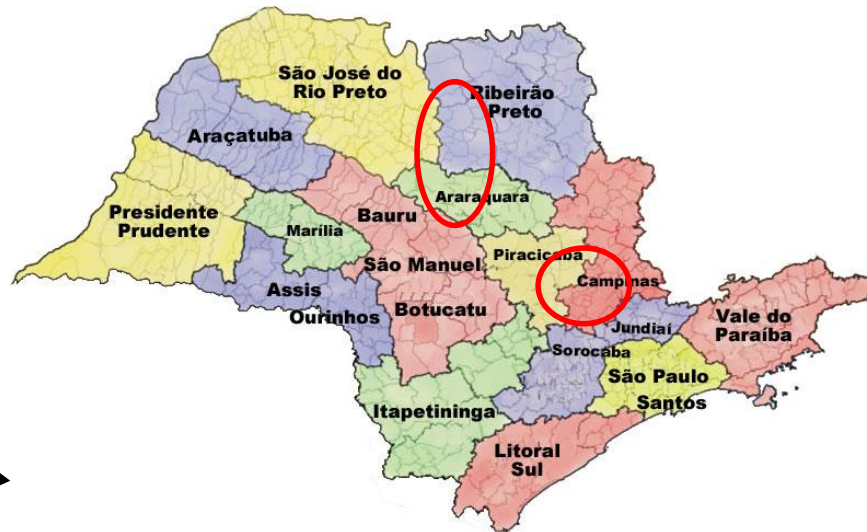 São José do
Rio Preto
Ribeirão
Preto
Araçatuba
Araraquara
Presidente
Prudente
Bauru
Marília
São Manuel
Piracicaba
Campinas
Assis
Ourinhos
Botucatu
Jundiaí
Vale do
Paraíba
Sorocaba
São Paulo
Santos
Itapetininga
Litoral
Sul